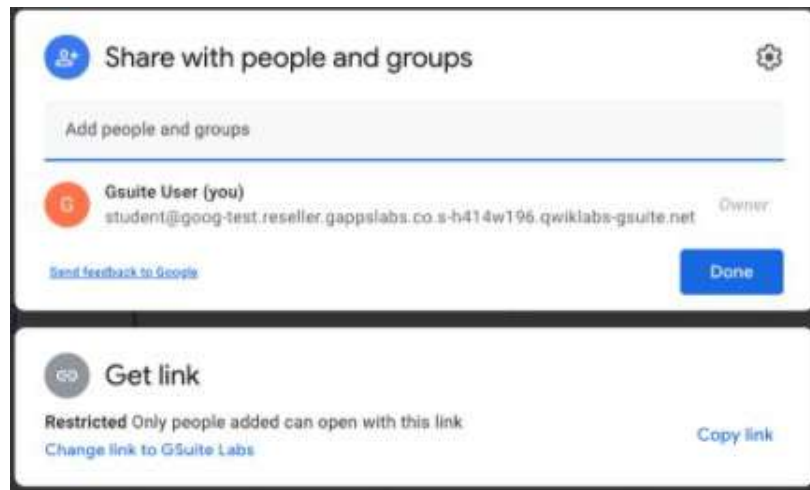 Share with people and groups
Add people and groups
G
Gsuite User (you)
student@goog-test.reseller.gappslabs.co.s-h414w196.qwiklabs-gsuite.net
Owner
Send feedback to Google
Done
Get link
Restricted Only people added can open with this link
Change link to GSuite Labs
Copy link